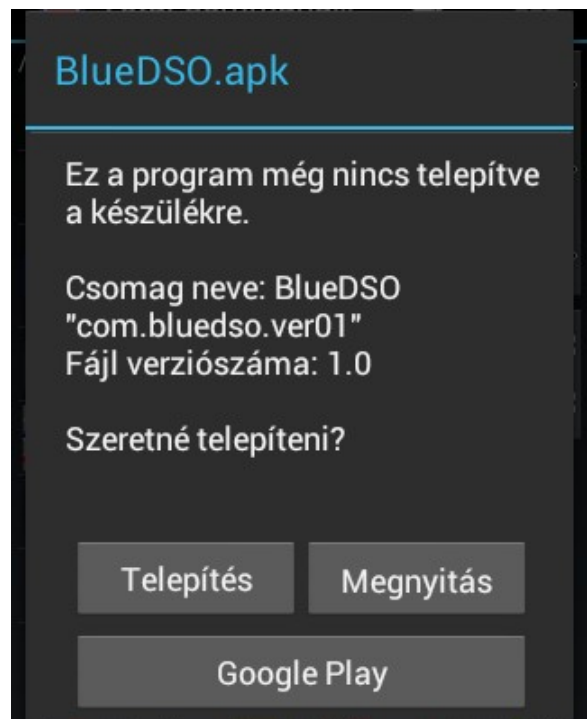 BlueDSO.apk
Ez a program még nincs telepítve
a készülékre.
Csomag neve: BlueDSO
"com.bluedso.ver01"
Fájl verziószáma: 1.0
Szeretné telepíteni?
Telepítés
Megnyitás
Google Play